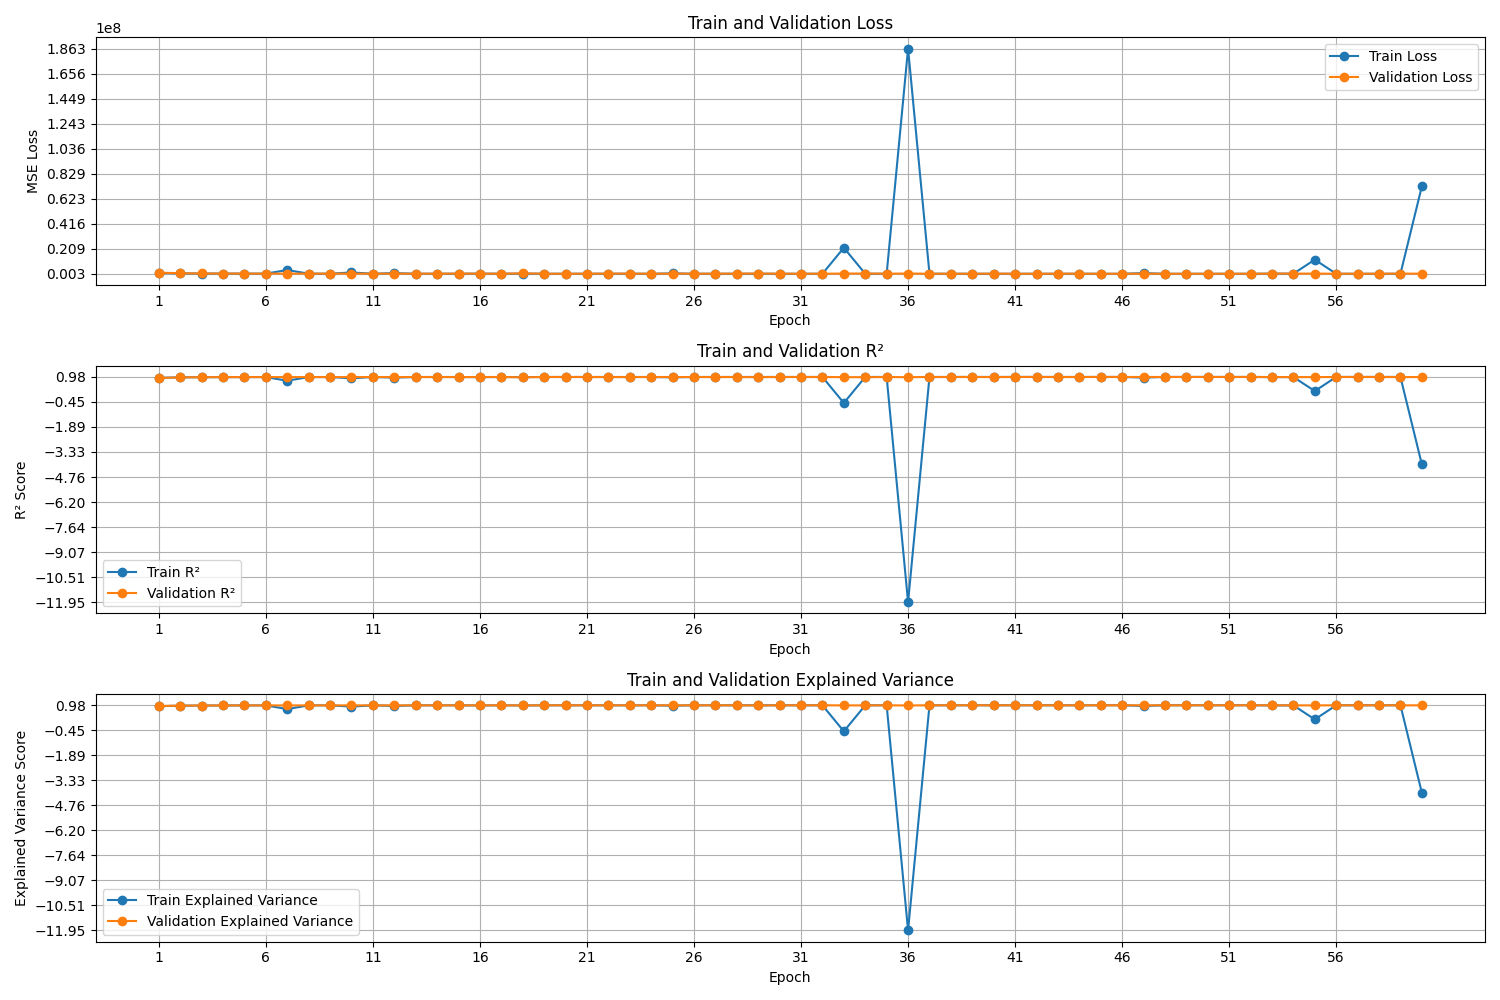 Train and Validation Loss
1e8
1.863
1.656
1.449
1.243
1.036
0.829
0.623
0.416
0.209
0.003
MSE Loss
Train Loss
Validation Loss
1 6 11 16 21 26 31 36 41 46 51 56
Epoch
Train and Validation R²
0.98
−0.45
−1.89
−3.33
−4.76
−6.20
−7.64
−9.07
−10.51
−11.95
R² Score
Train R²
Validation R²
1 6 11 16 21 26 31 36 41 46 51 56
Epoch
Train and Validation Explained Variance
0.98
−0.45
−1.89
−3.33
−4.76
−6.20
−7.64
−9.07
−10.51
−11.95
Explained Variance Score
Train Explained Variance
Validation Explained Variance
1 6 11 16 21 26 31 36 41 46 51 56
Epoch